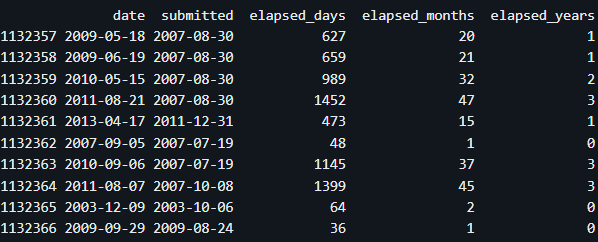 date submitted elapsed_days elapsed_months elapsed_years
1132357 2009-05-18 2007-08-30 627 20 1
1132358 2009-06-19 2007-08-30 659 21 1
1132359 2010-05-15 2007-08-30 989 32 2
1132360 2011-08-21 2007-08-30 1452 47 3
1132361 2013-04-17 2011-12-31 473 15 1
1132362 2007-09-05 2007-07-19 48 1 0
1132363 2010-09-06 2007-07-19 1145 37 3
1132364 2011-08-07 2007-10-08 1399 45 3
1132365 2003-12-09 2003-10-06 64 2 0
1132366 2009-09-29 2009-08-24 36 1 0